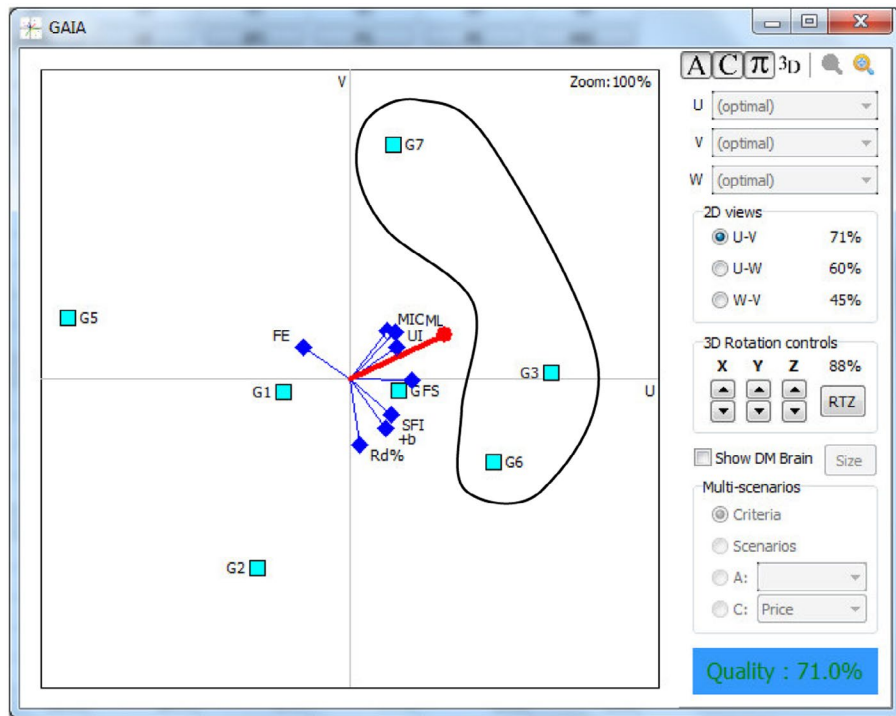 GAIA
V
Zoom:100%
A C π 3D
U (optimal)
V (optimal)
W (optimal)
2D views
U-V 71%
U-W 60%
W-V 45%
3D Rotation controls
X Y Z 88%
RTZ
Show DM Brain Size
Multi-scenarios
Criteria
Scenarios
A:
C: Price
Quality : 71.0%
G7
G5
FE
MIC ML
UI
G3
U
G1
G FS
SFI
+b
Rd%
G6
G2